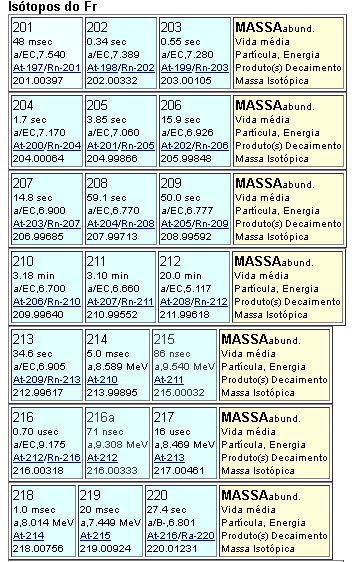 Isótopos do Fr
201 202 203 MASSAabund.
48 msec 0.34 sec 0.55 sec Vida média
a/EC,7.540 a/EC,7.389 a/EC,7.280 Partícula, Energia
At-197/Rn-201 At-198/Rn-202 At-199/Rn-203 Produto(s) Decaimento
201.00397 202.00332 203.00105 Massa Isotópica
204 205 206 MASSAabund.
1.7 sec 3.85 sec 15.9 sec Vida média
a/EC,7.170 a/EC,7.060 a/EC,6.926 Partícula, Energia
At-200/Rn-204 At-201/Rn-205 At-202/Rn-206 Produto(s) Decaimento
204.00064 204.99866 205.99848 Massa Isotópica
207 208 209 MASSAabund.
14.8 sec 59.1 sec 50.0 sec Vida média
a/EC,6.900 a/EC,6.770 a/EC,6.777 Partícula, Energia
At-203/Rn-207 At-204/Rn-208 At-205/Rn-209 Produto(s) Decaimento
206.99685 207.99713 208.99592 Massa Isotópica
210 211 212 MASSAabund.
3.18 min 3.10 min 20.0 min Vida média
a/EC,6.700 a/EC,6.660 a/EC,5.117 Partícula, Energia
At-206/Rn-210 At-207/Rn-211 At-208/Rn-212 Produto(s) Decaimento
209.99640 210.99552 211.99618 Massa Isotópica
213 214 215 MASSAabund.
34.6 sec 5.0 msec 86 nsec Vida média
a/EC,6.905 a,8.589 MeV a,9.540 MeV Partícula, Energia
At-209/Rn-213 At-210 At-211 Produto(s) Decaimento
212.99617 213.99895 215.00032 Massa Isotópica
216 216a 217 MASSAabund.
0.70 usec 71 nsec 16 usec Vida média
a/EC,9.175 a,9.308 MeV a,8.469 MeV Partícula, Energia
At-212/Rn-216 At-212 At-213 Produto(s) Decaimento
216.00318 216.00333 217.00461 Massa Isotópica
218 219 220 MASSAabund.
1.0 msec 20 msec 27.4 sec Vida média
a,8.014 MeV a,7.449 MeV a/B-,6.801 Partícula, Energia
At-214 At-215 At-216/Ra-220 Produto(s) Decaimento
218.00756 219.00924 220.01231 Massa Isotópica